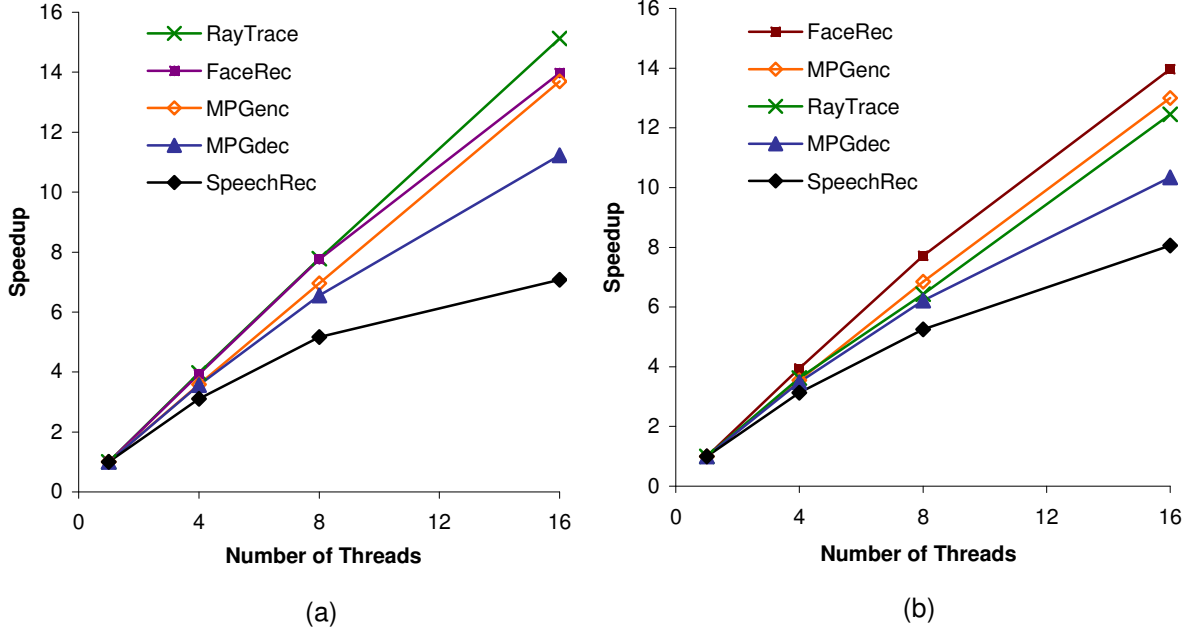 16
14
12
10
8
6
4
2
0
Speedup
RayTrace
FaceRec
MPGenc
MPGdec
SpeechRec
0 4 8 12 16
Number of Threads
(a)
16
14
12
10
8
6
4
2
0
Speedup
FaceRec
MPGenc
RayTrace
MPGdec
SpeechRec
0 4 8 12 16
Number of Threads
(b)